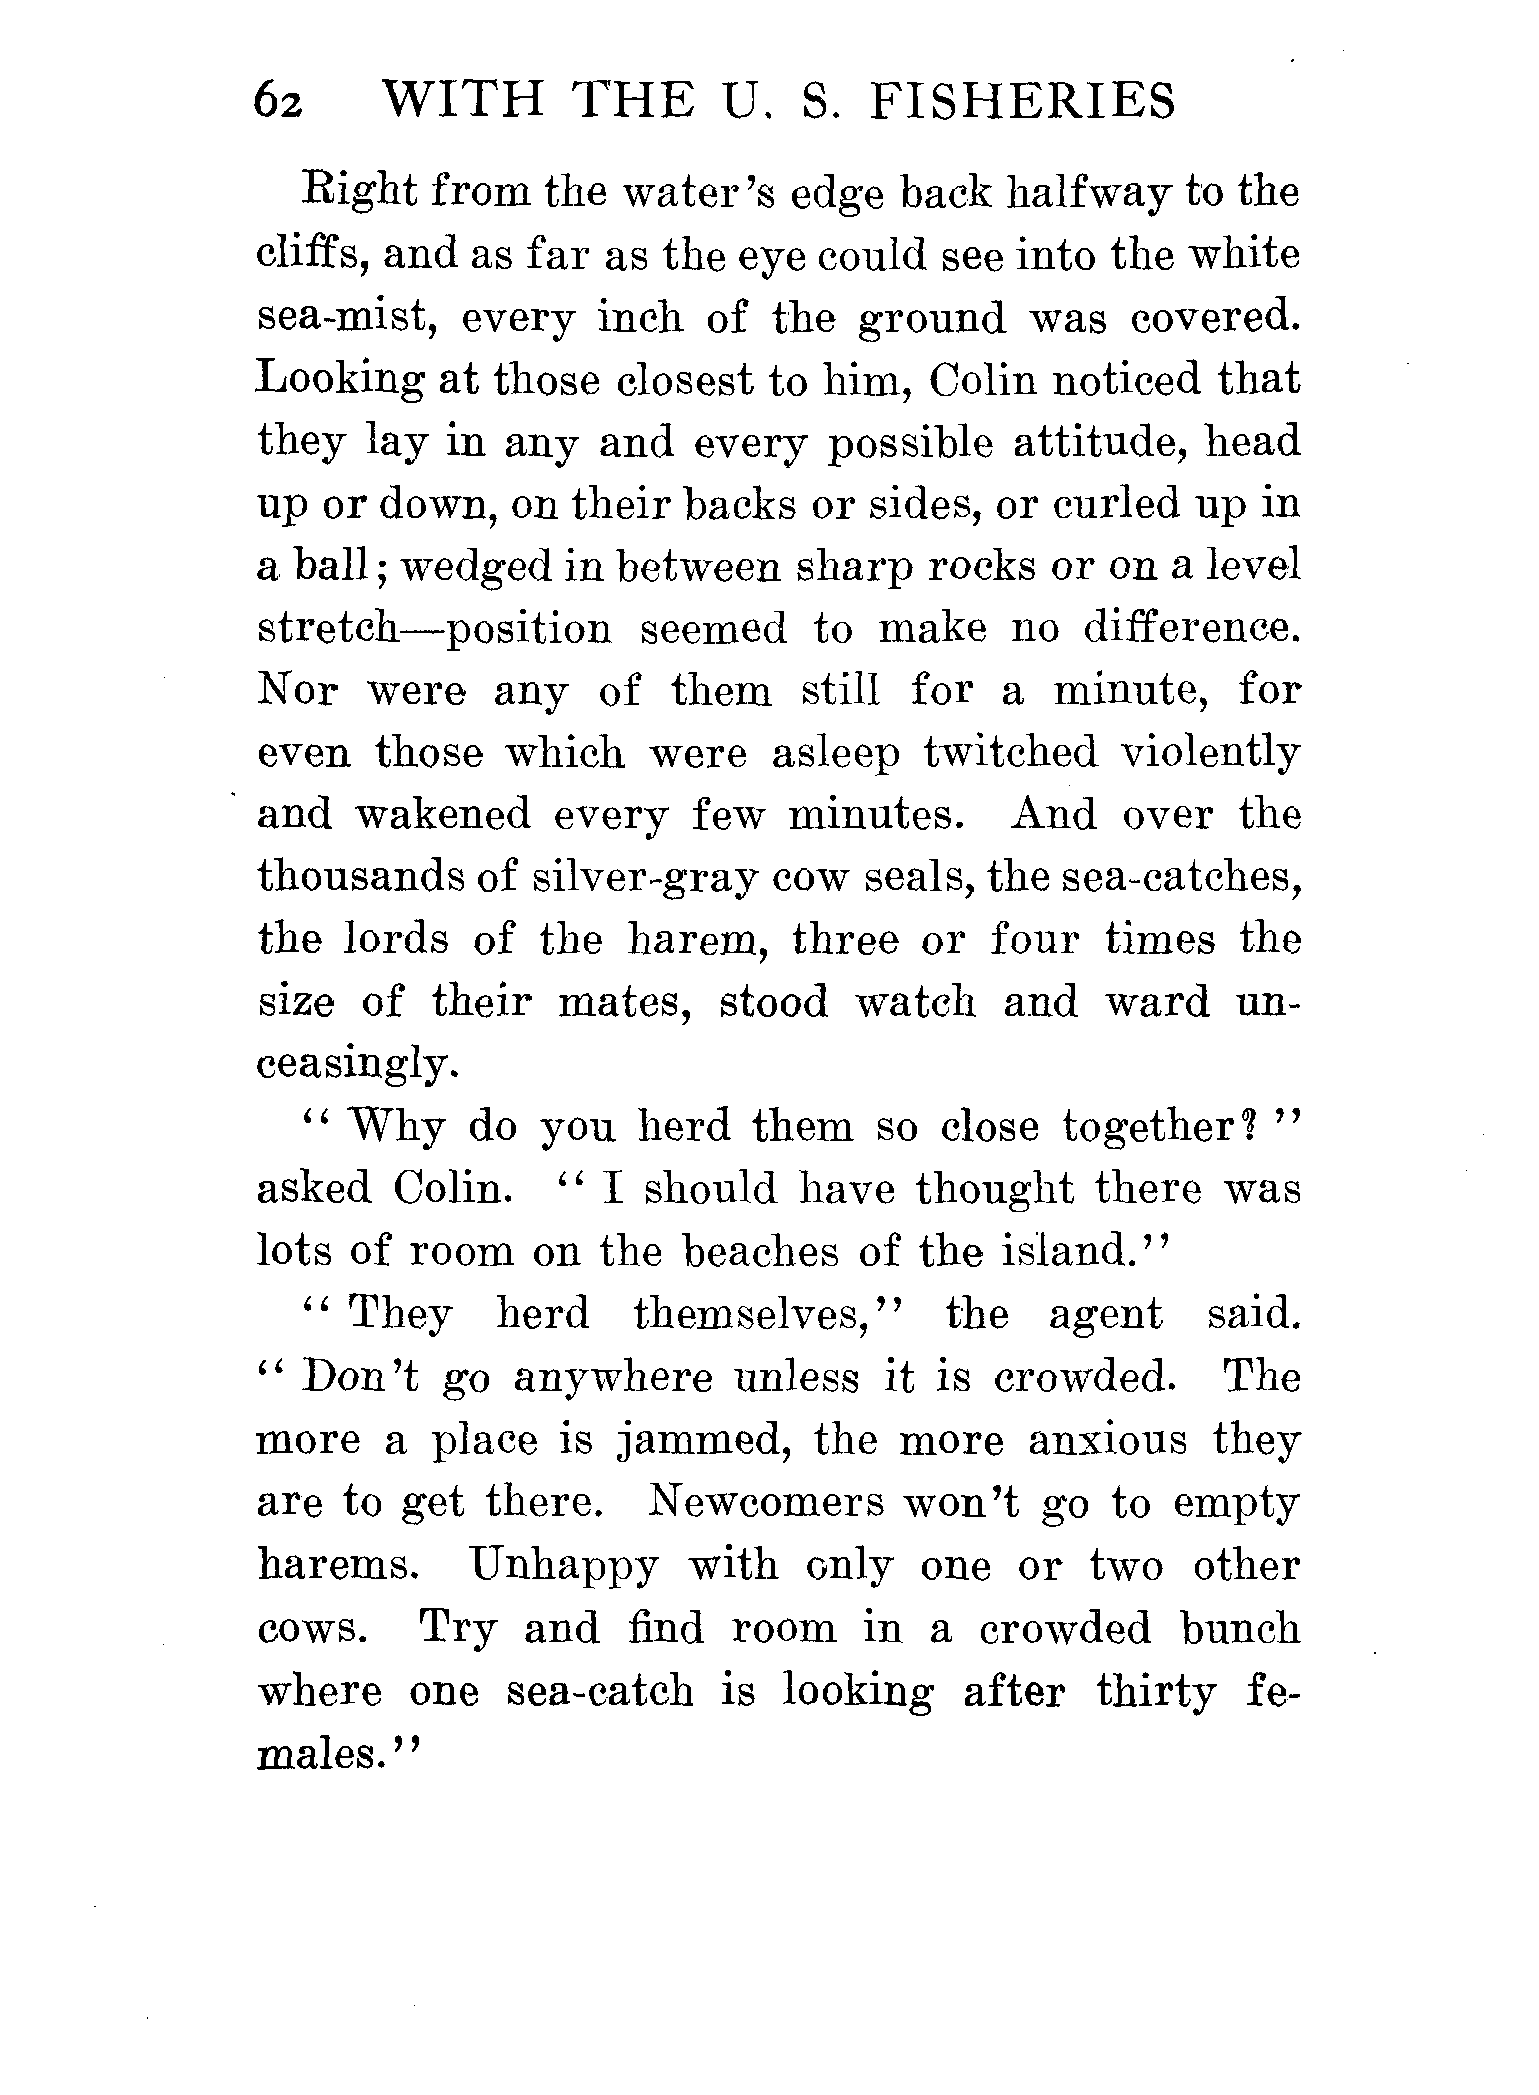 62 WITH THE U. S. FISHERIES
Right from the water's edge back halfway to the
cliffs, and as far as the eye could see into the white
sea-mist, every inch of the ground was covered.
Looking at those closest to him, Colin noticed that
they lay in any and every possible attitude, head
up or down, on their backs or sides, or curled up in
a ball; wedged in between sharp rocks or on a level
stretch—position seemed to make no difference.
Nor were any of them still for a minute, for
even those which were asleep twitched violently
and wakened every few minutes. And over the
thousands of silver-gray cow seals, the sea-catches,
the lords of the harem, three or four times the
size of their mates, stood watch and ward un-
ceasingly.
“ Why do you herd them so close together? ”
asked Colin. “ I should have thought there was
lots of room on the beaches of the island.”
“ They herd themselves,” the agent said.
“ Don't go anywhere unless it is crowded. The
more a place is jammed, the more anxious they
are to get there. Newcomers won't go to empty
harems. Unhappy with only one or two other
cows. Try and find room in a crowded bunch
where one sea-catch is looking after thirty fe-
males.”